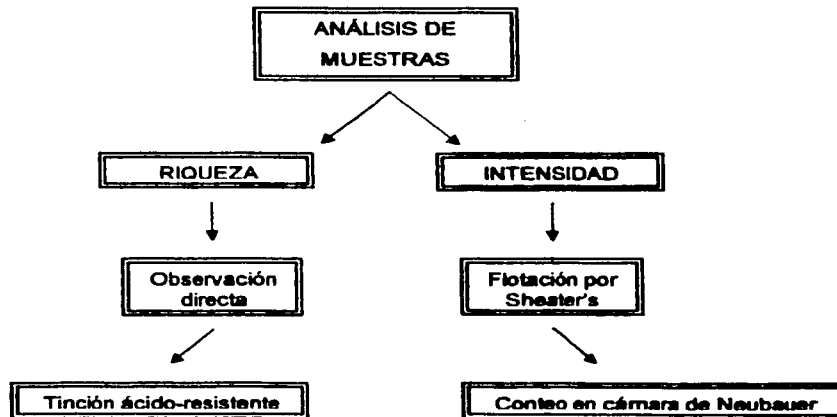 ANÁLISIS DE
MUESTRAS
RIQUEZA
INTENSIDAD
Observación
directa
Flotación por
Sheater's
Tinción ácido-resistente
Conteo en cámara de Neubauer